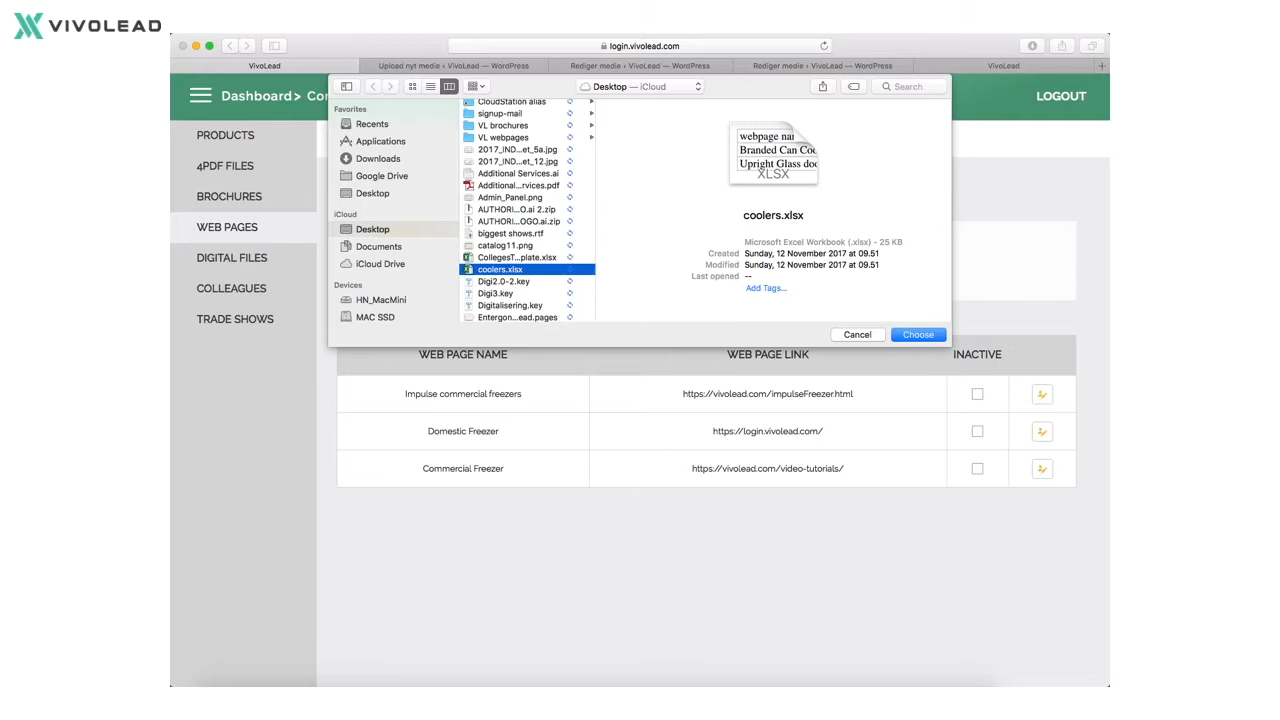 VIVOLEAD
login.vivolead.com
VivoLead
Upload nyt medie ‹ VivoLead — WordPress
Rediger medie ‹ VivoLead — WordPress
Rediger medie ‹ VivoLead — WordPress
VivoLead
Dashboard> Con
LOGOUT
Desktop — iCloud
Search
PRODUCTS
4PDF FILES
BROCHURES
WEB PAGES
DIGITAL FILES
COLLEAGUES
TRADE SHOWS
Favorites
Recents
Applications
Downloads
Google Drive
Desktop
iCloud
Desktop
Documents
iCloud Drive
Devices
HN_MacMini
MAC SSD
CloudStation alias
signup-mail
VL brochures
VL webpages
2017_IND...et_5a.jpg
2017_IND...et_12.jpg
Additional Services.ai
Additional...rvices.pdf
Admin_Panel.png
AUTHORI...O.ai 2.zip
AUTHORI...OGO.ai.zip
biggest shows.rtf
catalog11.png
CollegesT...plate.xlsx
coolers.xlsx
Digi2.0-2.key
Digi3.key
Digitalisering.key
Entergon...ead.pages
webpage nar
Branded Can Coo
Upright Glass doo
XLSX
coolers.xlsx
Microsoft Excel Workbook (.xlsx) - 25 KB
Created Sunday, 12 November 2017 at 09.51
Modified Sunday, 12 November 2017 at 09.51
Last opened --
Add Tags...
Cancel
Choose
WEB PAGE NAME WEB PAGE LINK INACTIVE
Impulse commercial freezers https://vivolead.com/impulseFreezer.html
Domestic Freezer https://login.vivolead.com/
Commercial Freezer https://vivolead.com/video-tutorials/